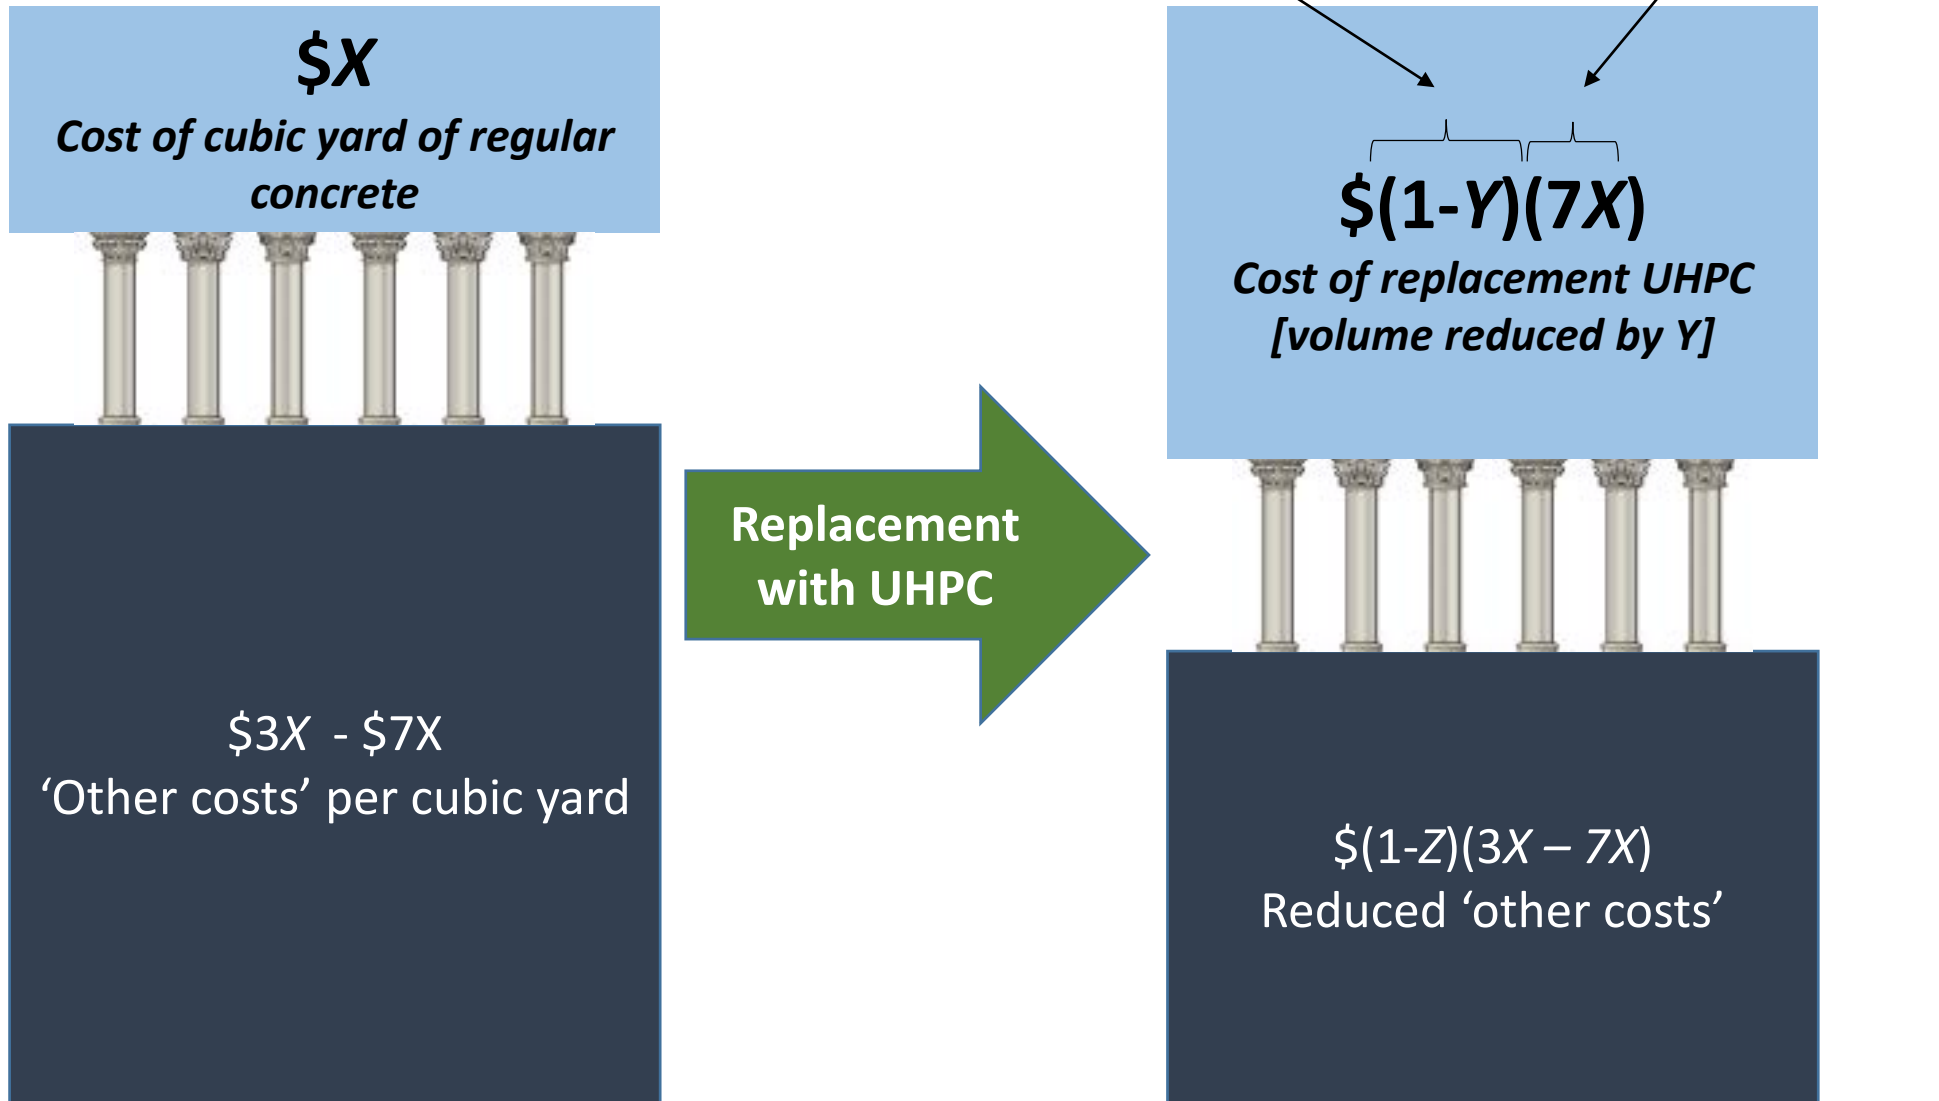 $X
Cost of cubic yard of regular
concrete
$3X - $7X
‘Other costs’ per cubic yard
Replacement
with UHPC
$(1-Y)(7X)
Cost of replacement UHPC
[volume reduced by Y]
$(1-Z)(3X – 7X)
Reduced ‘other costs’